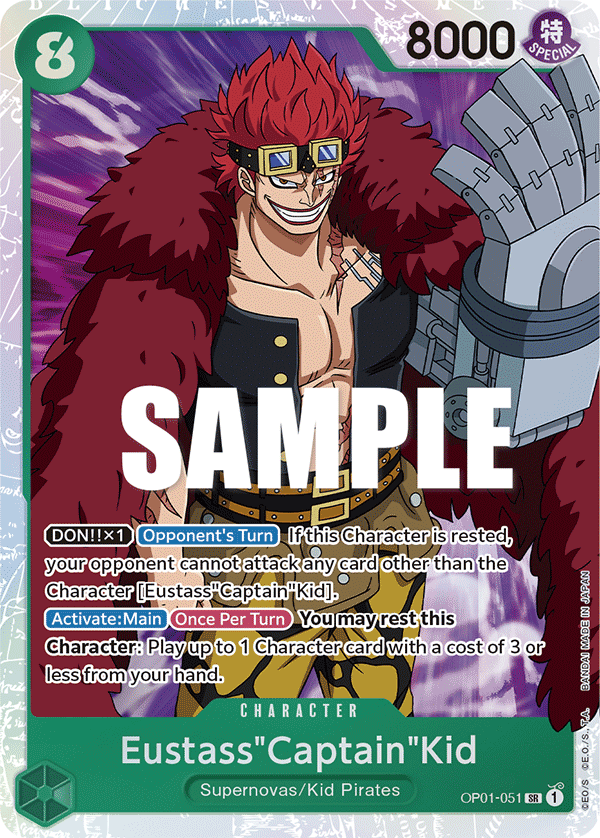 8
8000
特
SPECIAL
SAMPLE
DON!!×1 Opponent's Turn If this Character is rested,
your opponent cannot attack any card other than the
Character [Eustass"Captain"Kid].
Activate:Main Once Per Turn You may rest this
Character: Play up to 1 Character card with a cost of 3 or
less from your hand.
CHARACTER
Eustass"Captain"Kid
Supernovas/Kid Pirates
OP01-051 SR 1
©E.O/S ©E.O./S., T.A. BANDAI MADE IN JAPAN